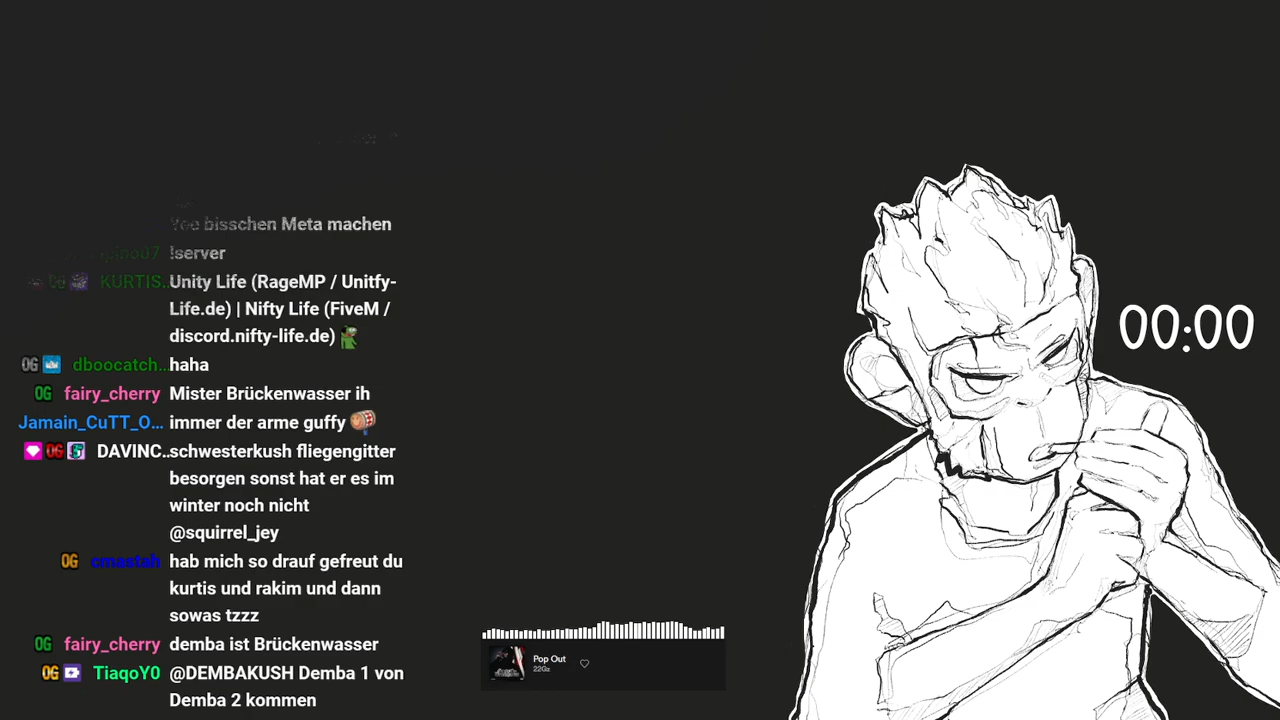 bisschen Meta machen
!server
KURTIS.. Unity Life (RageMP / Unitfy-
Life.de) | Nifty Life (FiveM /
discord.nifty-life.de)
OG dboocatch.. haha
OG fairy_cherry Mister Brückenwasser ih
Jamain_CuTT_O... immer der arme guffy
OG DAVINC.. schwesterkush fliegengitter
besorgen sonst hat er es im
winter noch nicht
@squirrel_jey
OG omastah hab mich so drauf gefreut du
kurtis und rakim und dann
sowas tzzz
OG fairy_cherry demba ist Brückenwasser
OG TiaqoY0 @DEMBAKUSH Demba 1 von
Demba 2 kommen
Pop Out
22Gz
00:00